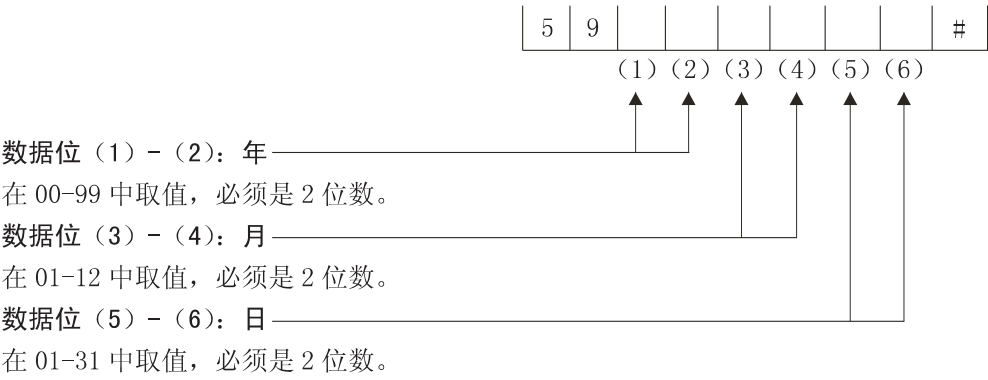 5 9 #
(1) (2) (3) (4) (5) (6)
数据位（1）-（2）：年
在 00-99 中取值，必须是 2 位数。
数据位（3）-（4）：月
在 01-12 中取值，必须是 2 位数。
数据位（5）-（6）：日
在 01-31 中取值，必须是 2 位数。